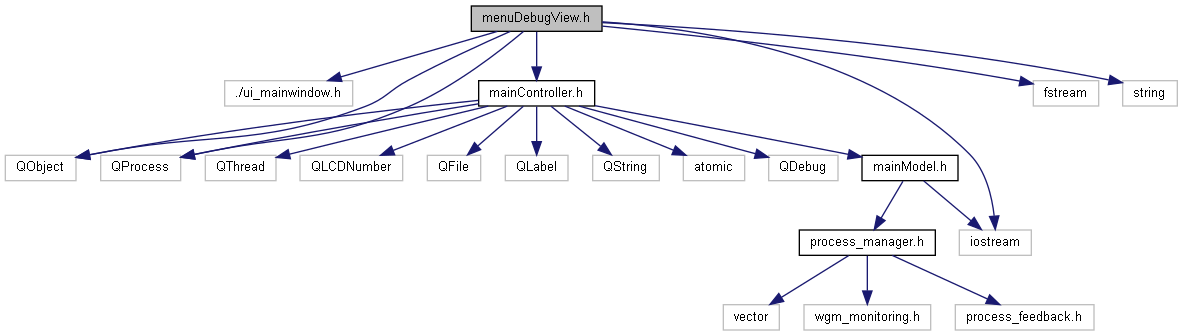 menuDebugView.h
./ui_mainwindow.h
mainController.h
fstream
string
QObject
QProcess
QThread
QLCDNumber
QFile
QLabel
QString
atomic
QDebug
mainModel.h
process_manager.h
iostream
vector
wgm_monitoring.h
process_feedback.h